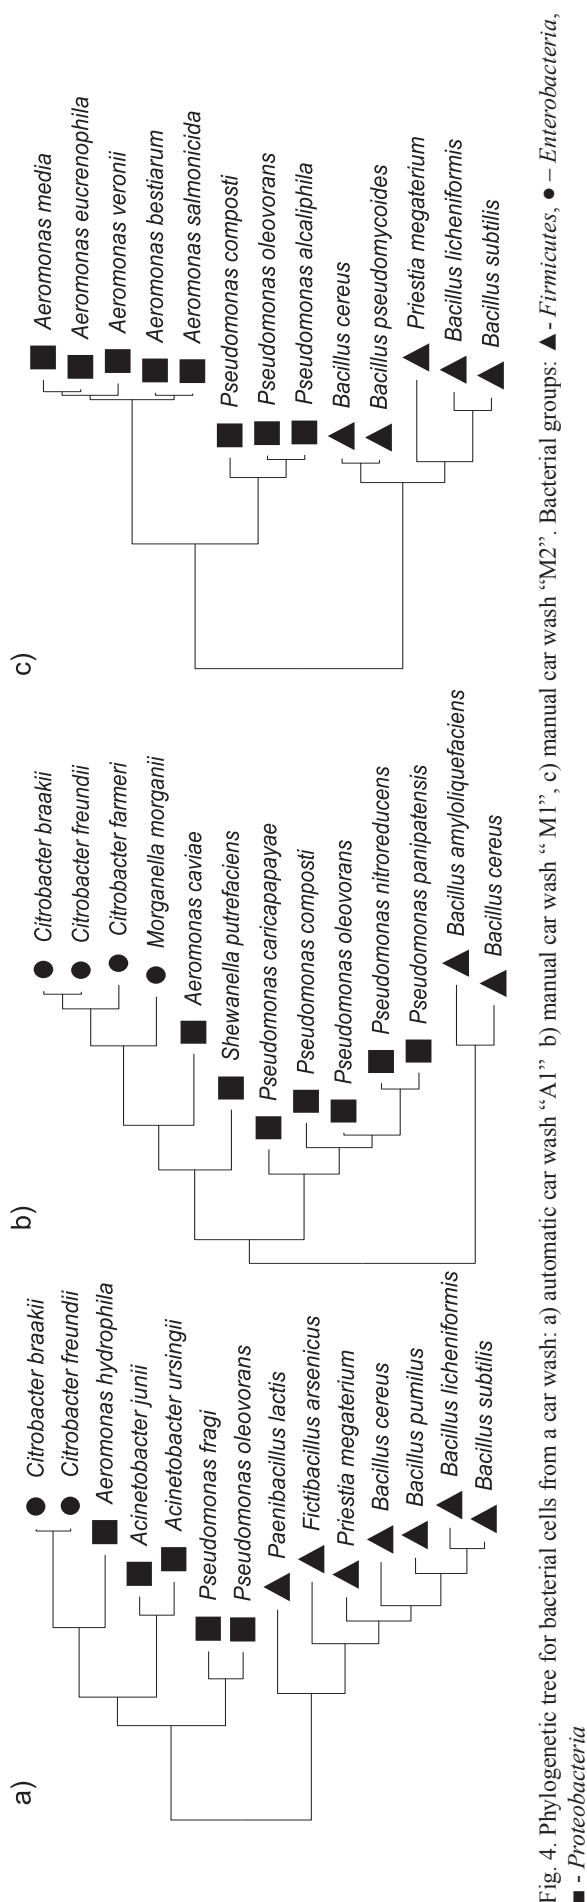 a)
Citrobacter braakii
Citrobacter freundii
Aeromonas hydrophila
Acinetobacter junii
Acinetobacter ursingii
Pseudomonas fragi
Pseudomonas oleovorans
Paenibacillus lactis
Fictibacillus arsenicus
Priestia megaterium
Bacillus cereus
Bacillus pumilus
Bacillus licheniformis
Bacillus subtilis
b)
Citrobacter braakii
Citrobacter freundii
Citrobacter farmeri
Morganella morganii
Aeromonas caviae
Shewanella putrefaciens
Pseudomonas caricapapayae
Pseudomonas composti
Pseudomonas oleovorans
Pseudomonas nitroreducens
Pseudomonas panipatensis
Bacillus amyloliquefaciens
Bacillus cereus
c)
Aeromonas media
Aeromonas eucrenophila
Aeromonas veronii
Aeromonas bestiarum
Aeromonas salmonicida
Pseudomonas composti
Pseudomonas oleovorans
Pseudomonas alcaliphila
Bacillus cereus
Bacillus pseudomycoides
Priestia megaterium
Bacillus licheniformis
Bacillus subtilis
Fig. 4. Phylogenetic tree for bacterial cells from a car wash: a) automatic car wash “A1” b) manual car wash “ M1”, c) manual car wash “M2”. Bacterial groups: ▲- Firmicutes, ● – Enterobacteria,
■ - Proteobacteria